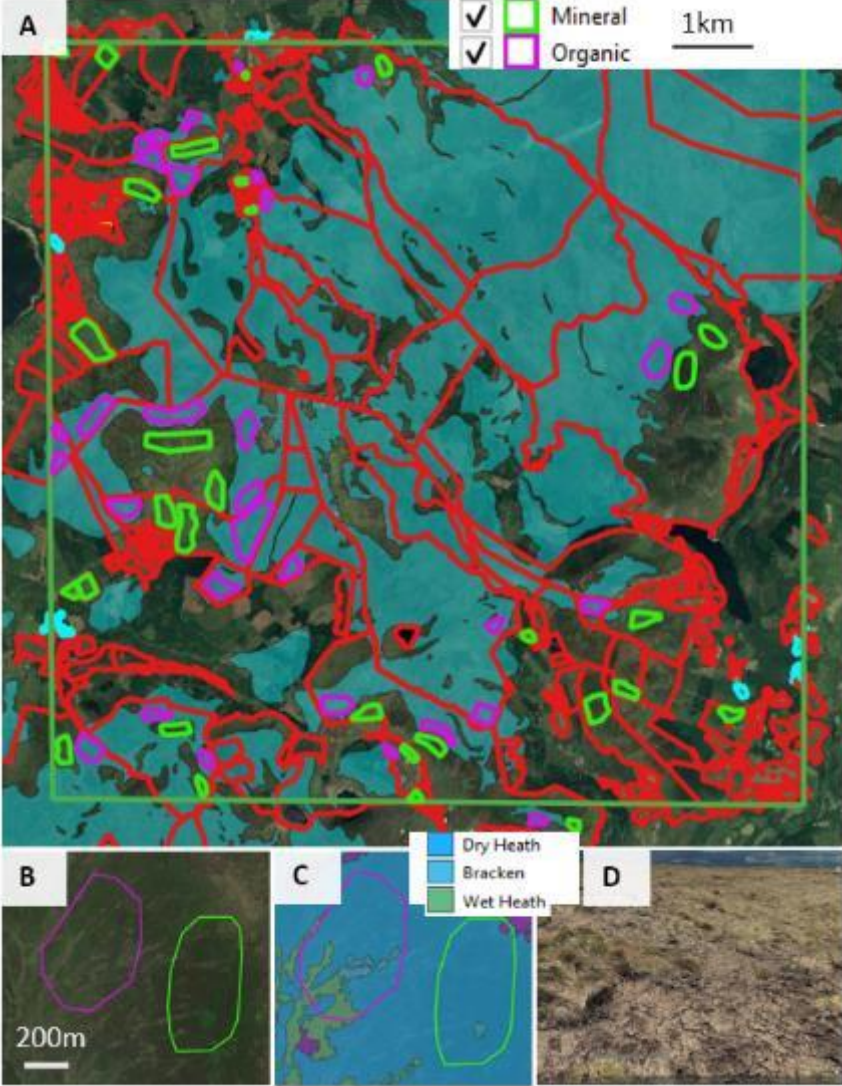 A
Mineral
Organic
1km
B
200m
C
Dry Heath
Bracken
Wet Heath
D